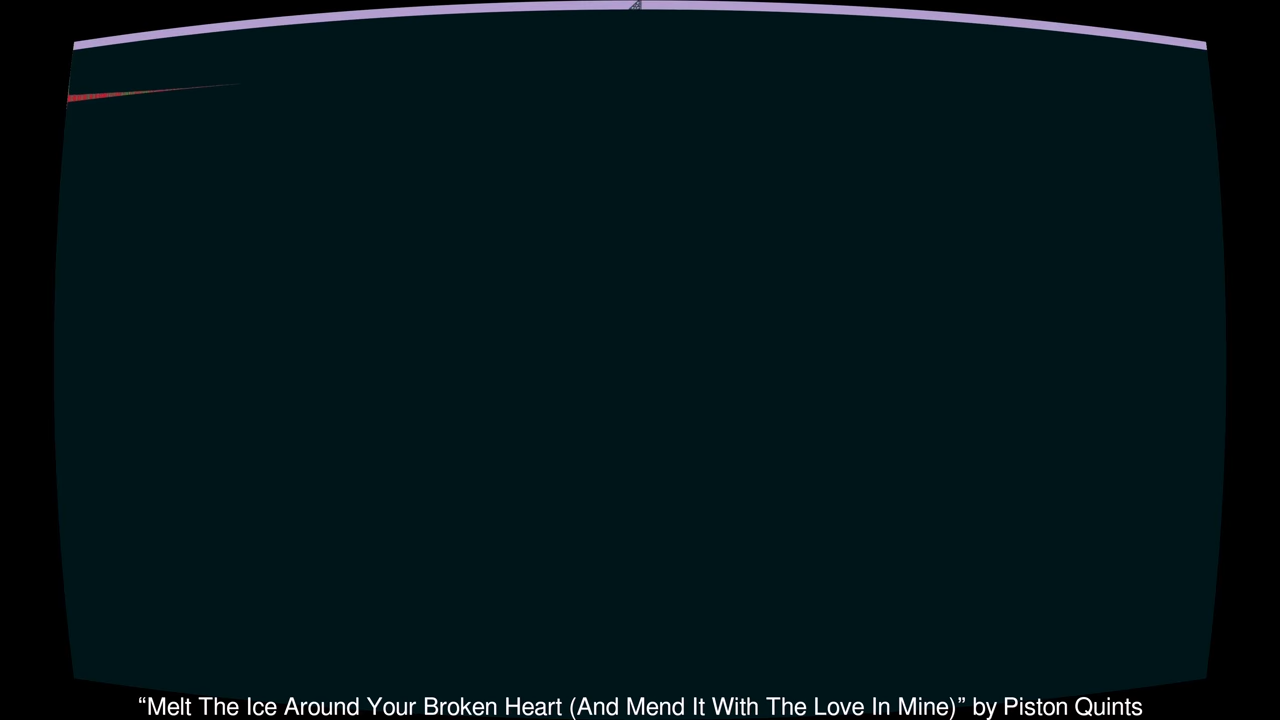 “Melt The Ice Around Your Broken Heart (And Mend It With The Love In Mine)” by Piston Quints